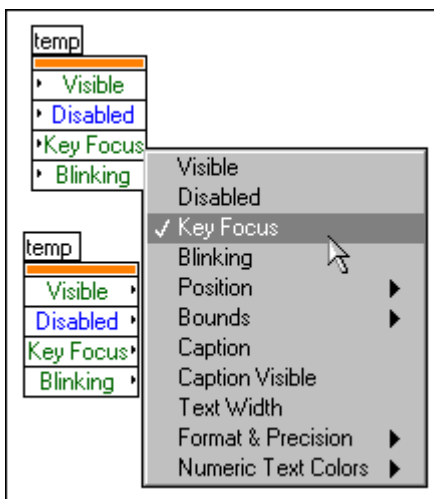 temp
Visible
Disabled
Key Focus
Blinking
temp
Visible
Disabled
Key Focus
Blinking
Visible
Disabled
Key Focus
Blinking
Position
Bounds
Caption
Caption Visible
Text Width
Format & Precision
Numeric Text Colors